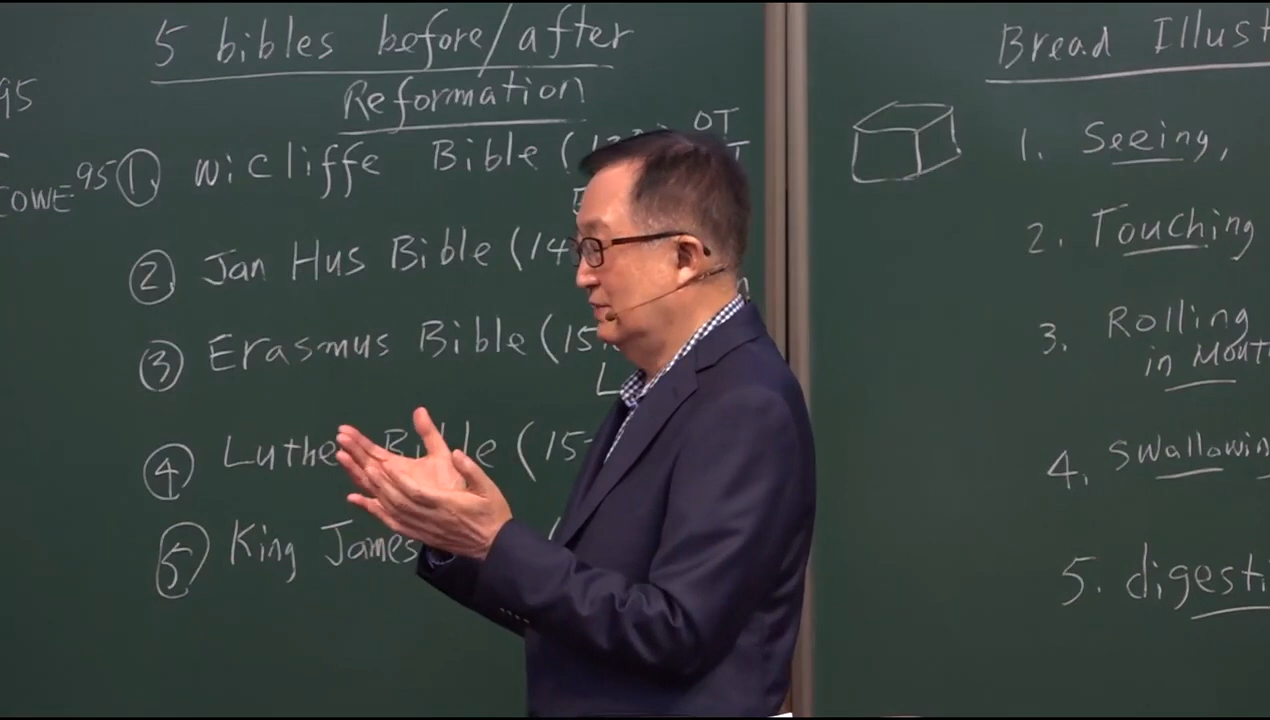 95
COWE 95
5 bibles before/after
Reformation
① Wicliffe Bible ( OT
② Jan Hus Bible (14
③ Erasmus Bible (15
④ Luther Bible (15
⑤ King James
Bread Illust
1. Seeing,
2. Touching
3. Rolling
in Mout
4. Swallowin
5. digesti